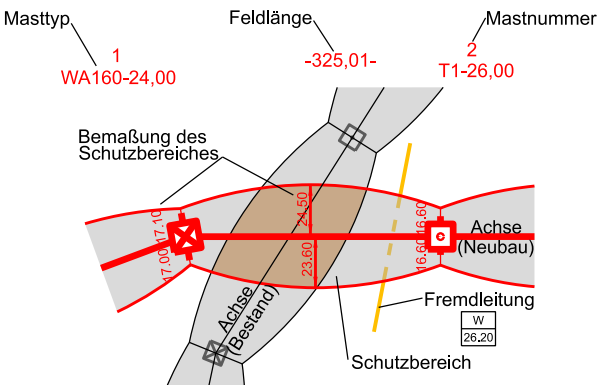 Masttyp
Feldlänge
Mastnummer
1
WA160-24,00
-325,01-
2
T1-26,00
Bemaßung des
Schutzbereiches
17.10
17.00
21.50
23.60
16.60
16.60
Achse
(Neubau)
Achse
(Bestand)
Fremdleitung
W
26.20
Schutzbereich